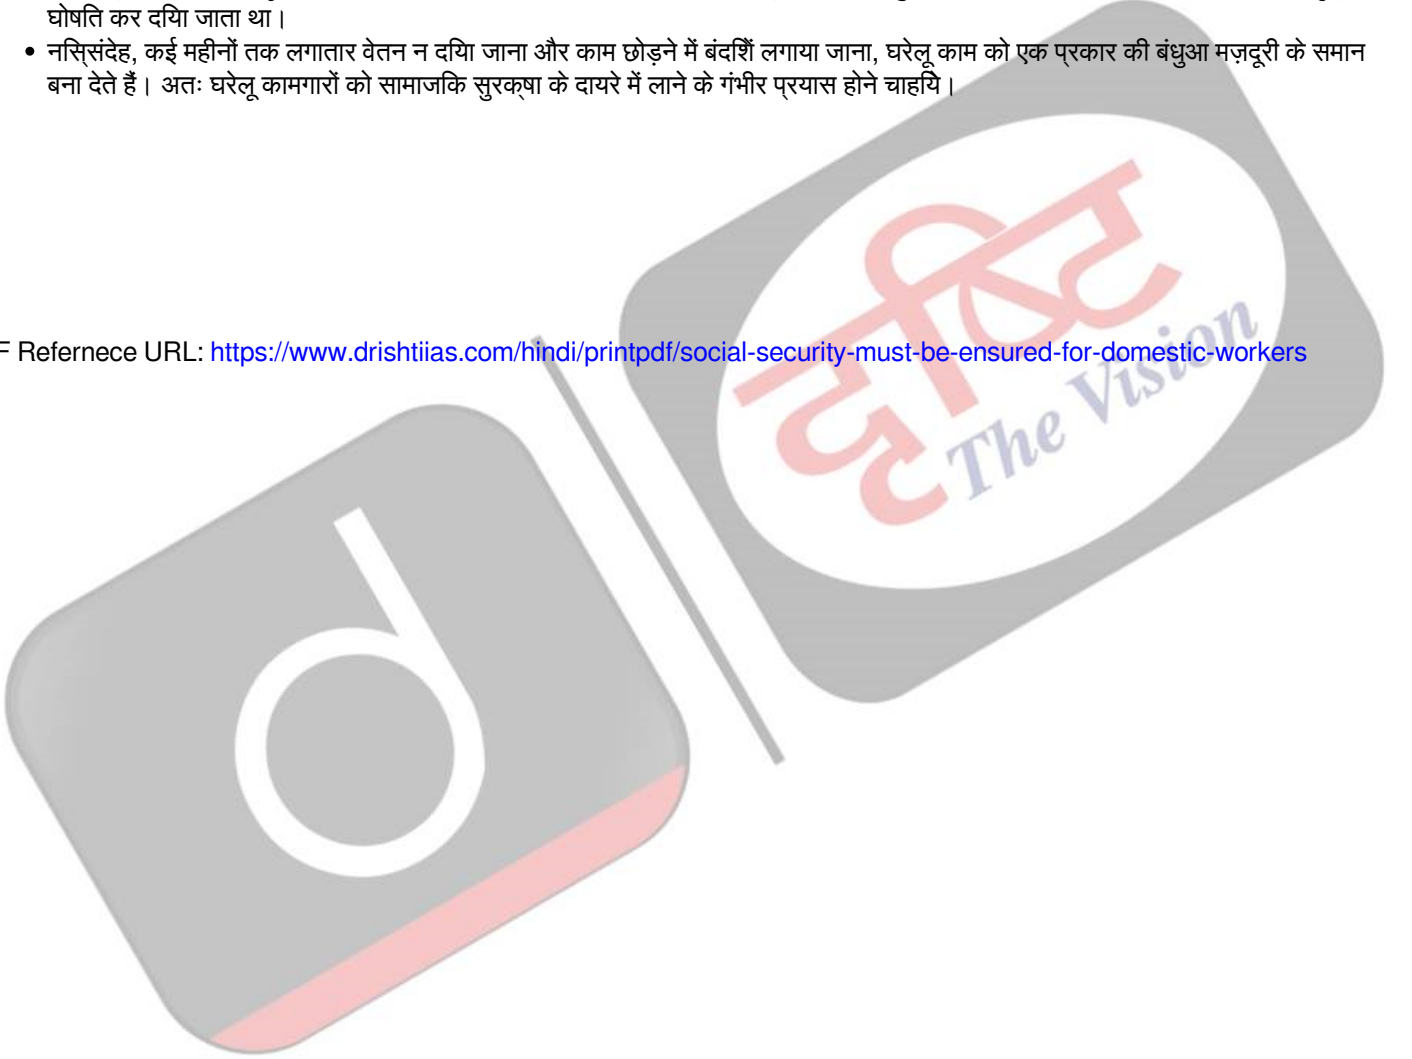 घोषित कर दिया जाता था।
• निस्संदेह, कई महीनों तक लगातार वेतन न दिया जाना और काम छोड़ने में बंदिशें लगाया जाना, घरेलू काम को एक प्रकार की बंधुआ मज़दूरी के समान
बना देते हैं। अतः घरेलू कामगारों को सामाजिक सुरक्षा के दायरे में लाने के गंभीर प्रयास होने चाहिये।
दृष्टि
The Vision
F Refernece URL: https://www.drishtiias.com/hindi/printpdf/social-security-must-be-ensured-for-domestic-workers
d